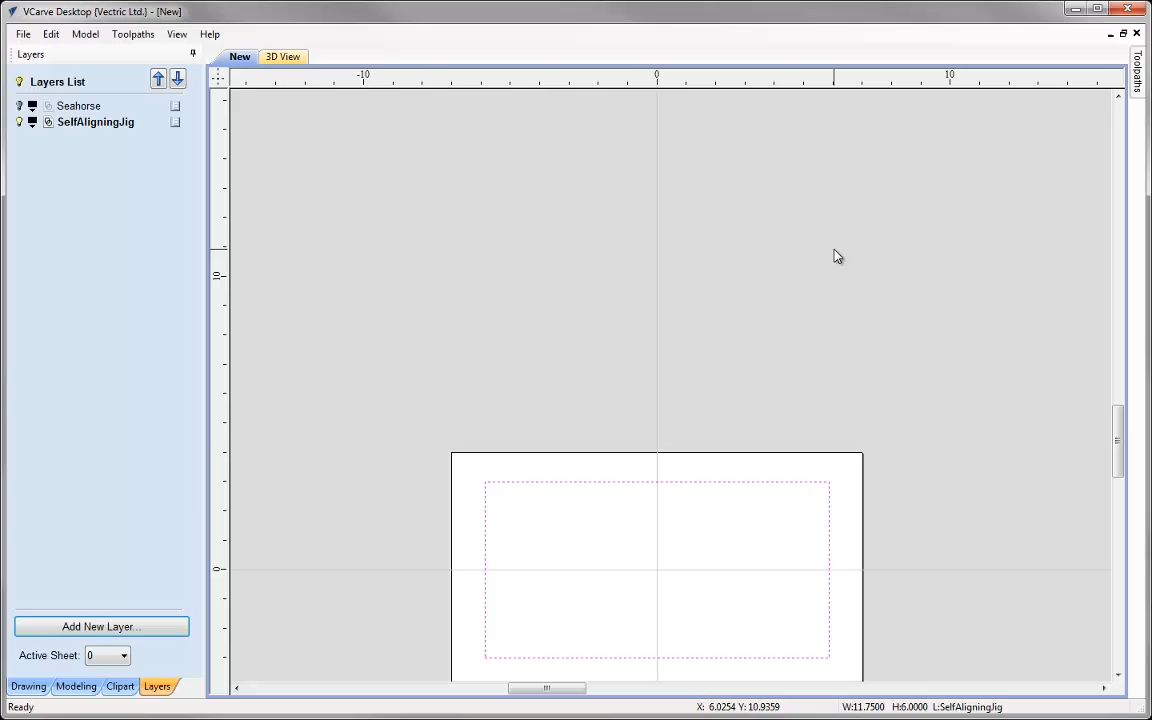 VCarve Desktop {Vectric Ltd.} - [New]
File Edit Model Toolpaths View Help
Layers
New 3D View
Toolpaths
-10 0 10
Layers List
Seahorse
SelfAligningJig
10
0
Add New Layer...
Active Sheet: 0
Drawing Modeling Clipart Layers
Ready X: 6.0254 Y: 10.9359 W:11.7500 H:6.0000 L:SelfAligningJig